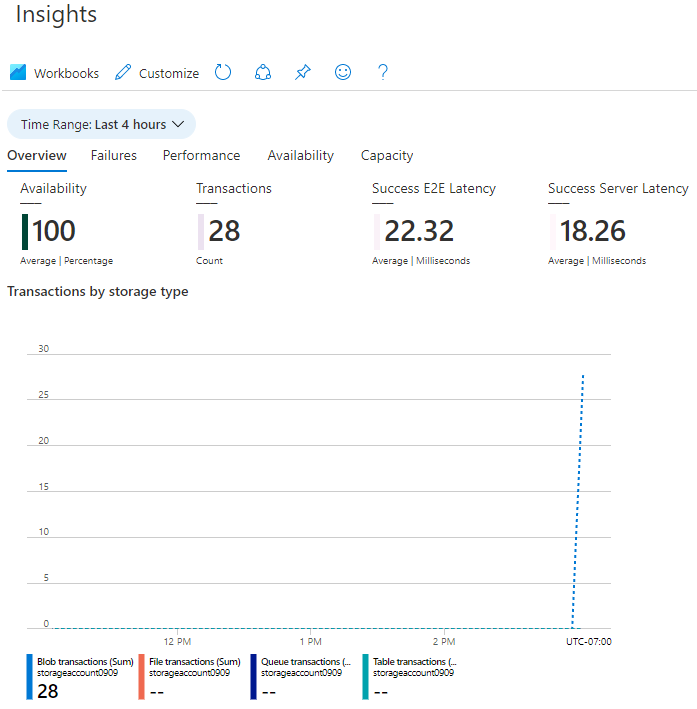 Insights
Workbooks Customize
Time Range: Last 4 hours
Overview Failures Performance Availability Capacity
Availability Transactions Success E2E Latency Success Server Latency
100 28 22.32 18.26
Average | Percentage Count Average | Milliseconds Average | Milliseconds
Transactions by storage type
30
25
20
15
10
5
0
12 PM 1 PM 2 PM UTC-07:00
Blob transactions (Sum) File transactions (Sum) Queue transactions (... Table transactions (...
storageaccount0909 storageaccount0909 storageaccount0909 storageaccount0909
28 -- -- --